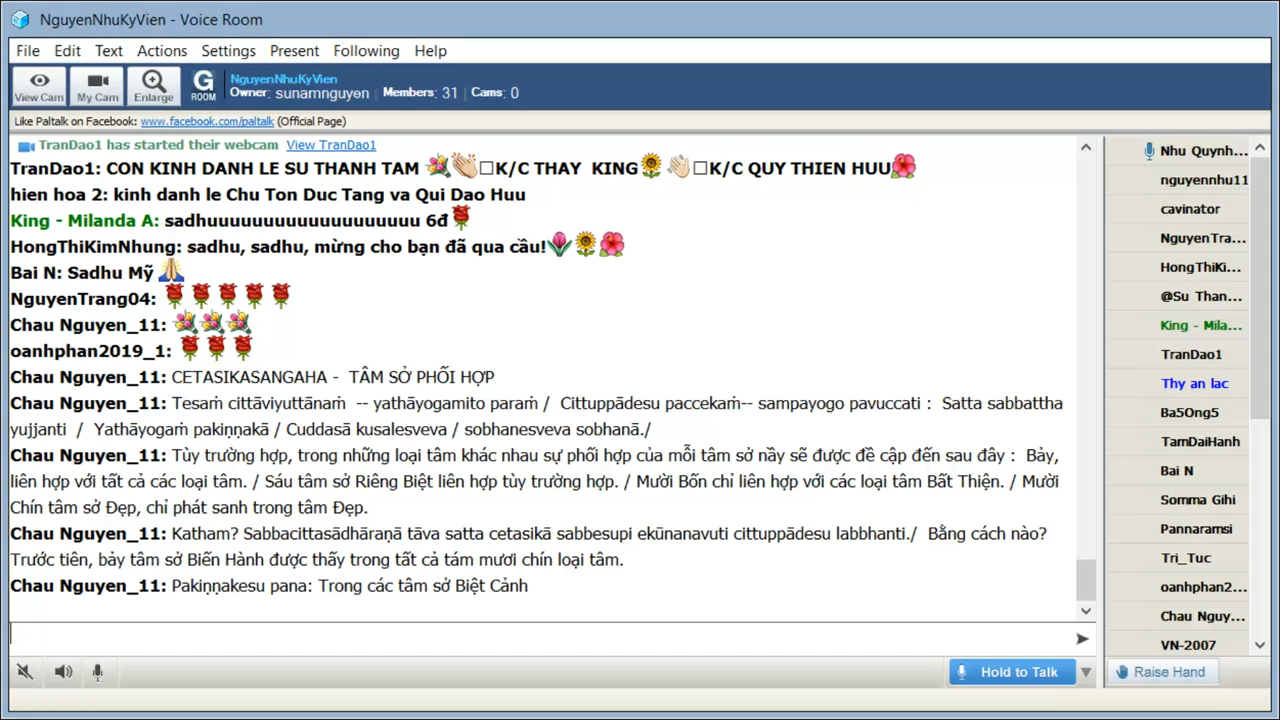 NguyenNhuKyVien - Voice Room
File Edit Text Actions Settings Present Following Help
View Cam My Cam Enlarge G ROOM
NguyenNhuKyVien
Owner: sunamnguyen | Members: 31 | Cams: 0
Like Paltalk on Facebook: www.facebook.com/paltalk (Official Page)
TranDao1 has started their webcam View TranDao1
TranDao1: CON KINH DANH LE SU THANH TAM 💐👏□K/C THAY KING🌻👏□K/C QUY THIEN HUU🌺
hien hoa 2: kinh danh le Chu Ton Duc Tang va Qui Dao Huu
King - Milanda A: sadhuuuuuuuuuuuuuuuuuuu 6đ🌹
HongThiKimNhung: sadhu, sadhu, mừng cho bạn đã qua cầu!🌷🌻🌺
Bai N: Sadhu Mỹ 🙏
NguyenTrang04: 🌹🌹🌹🌹🌹
Chau Nguyen_11: 💐💐💐
oanhphan2019_1: 🌹🌹🌹
Chau Nguyen_11: CETASIKASANGAHA - TÂM SỞ PHỐI HỢP
Chau Nguyen_11: Tesaṁ cittāviyuttānaṁ -- yathāyogamito paraṁ / Cittuppādesu paccekaṁ-- sampayogo pavuccati : Satta sabbattha
yujjanti / Yathāyogaṁ pakiṇṇakā / Cuddasā kusalesveva / sobhanesveva sobhanā./
Chau Nguyen_11: Tùy trường hợp, trong những loại tâm khác nhau sự phối hợp của mỗi tâm sở nầy sẽ được đề cập đến sau đây : Bảy,
liên hợp với tất cả các loại tâm. / Sáu tâm sở Riêng Biệt liên hợp tùy trường hợp. / Mười Bốn chỉ liên hợp với các loại tâm Bất Thiện. / Mười
Chín tâm sở Đẹp, chỉ phát sanh trong tâm Đẹp.
Chau Nguyen_11: Katham? Sabbacittasādhāraṇā tāva satta cetasikā sabbesupi ekūnanavuti cittuppādesu labbhanti./ Bằng cách nào?
Trước tiên, bảy tâm sở Biến Hành được thấy trong tất cả tám mươi chín loại tâm.
Chau Nguyen_11: Pakiṇṇakesu pana: Trong các tâm sở Biệt Cảnh
Hold to Talk
Nhu Quynh...
nguyennhu11
cavinator
NguyenTra...
HongThiKi...
@Su Than...
King - Mila...
TranDao1
Thy an lac
Ba5Ong5
TamDaiHanh
Bai N
Somma Gihi
Pannaramsi
Tri_Tuc
oanhphan2...
Chau Nguy...
VN-2007
Raise Hand